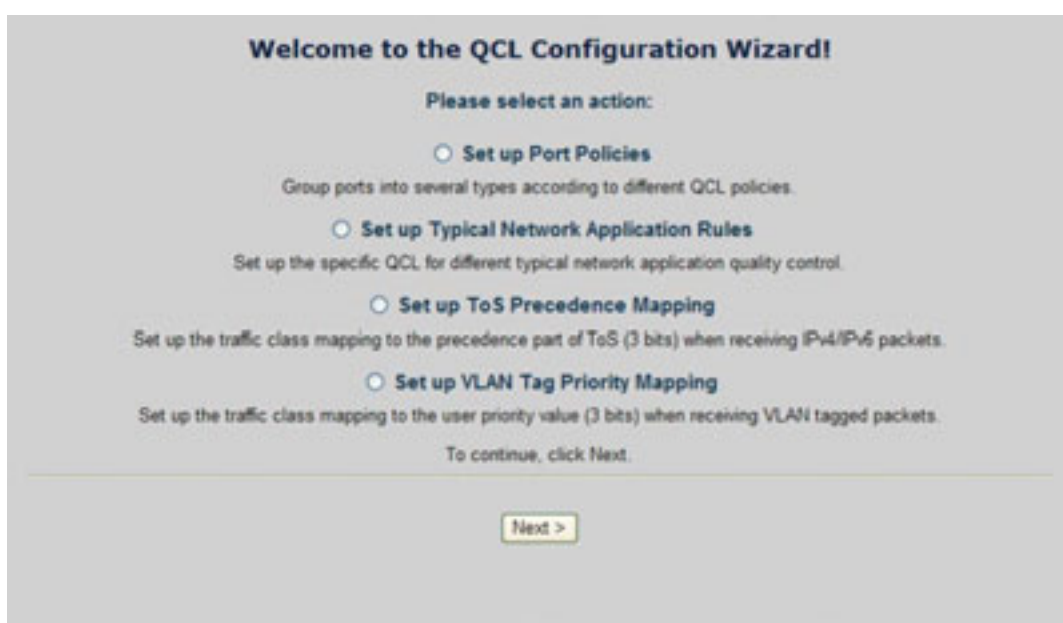 Welcome to the QCL Configuration Wizard!
Please select an action:
Set up Port Policies
Group ports into several types according to different QCL policies.
Set up Typical Network Application Rules
Set up the specific QCL for different typical network application quality control.
Set up ToS Precedence Mapping
Set up the traffic class mapping to the precedence part of ToS (3 bits) when receiving IPv4/IPv6 packets.
Set up VLAN Tag Priority Mapping
Set up the traffic class mapping to the user priority value (3 bits) when receiving VLAN tagged packets.
To continue, click Next.
Next >